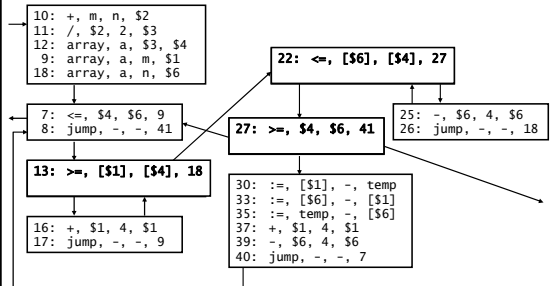 10: +, m, n, $2
11: /, $2, 2, $3
12: array, a, $3, $4
9: array, a, m, $1
18: array, a, n, $6
22: <=, [$6], [$4], 27
7: <=, $4, $6, 9
8: jump, -, -, 41
25: -, $6, 4, $6
26: jump, -, -, 18
27: >=, $4, $6, 41
13: >=, [$1], [$4], 18
30: :=, [$1], -, temp
33: :=, [$6], -, [$1]
35: :=, temp, -, [$6]
37: +, $1, 4, $1
39: -, $6, 4, $6
40: jump, -, -, 7
16: +, $1, 4, $1
17: jump, -, -, 9